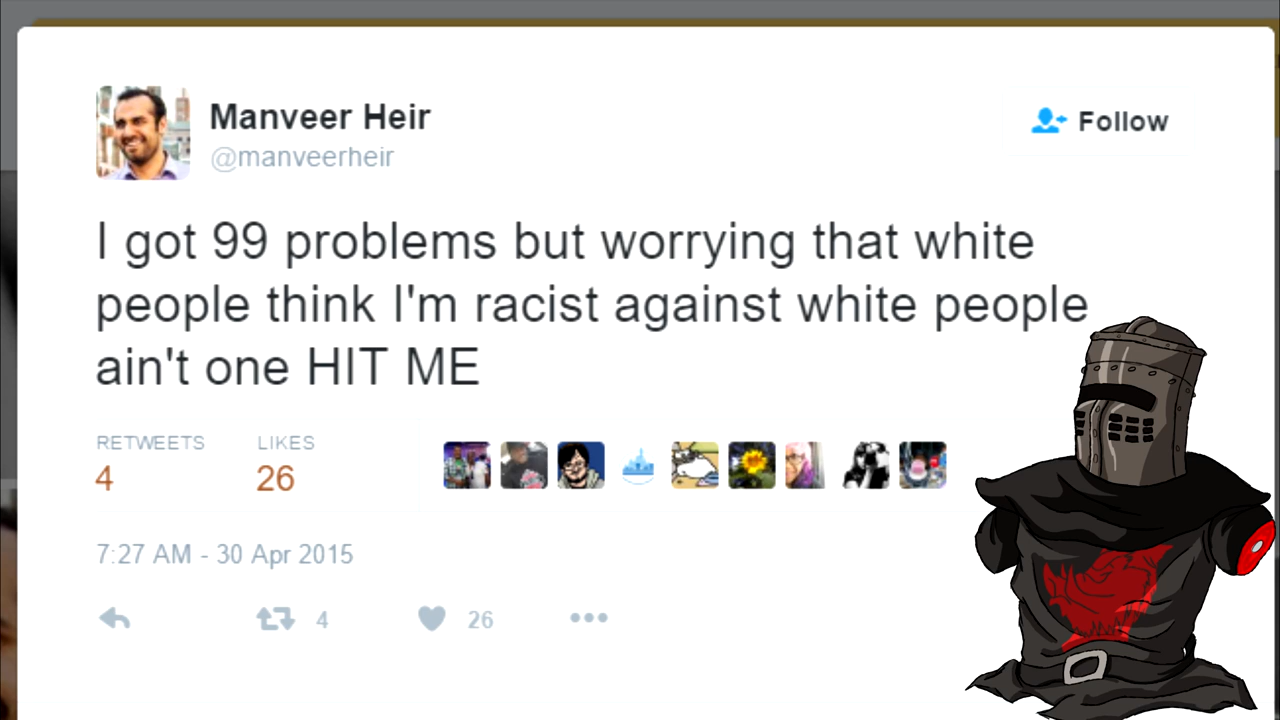 Manveer Heir
@manveerheir
Follow
I got 99 problems but worrying that white
people think I'm racist against white people
ain't one HIT ME
RETWEETS LIKES
4 26
7:27 AM - 30 Apr 2015
4 26